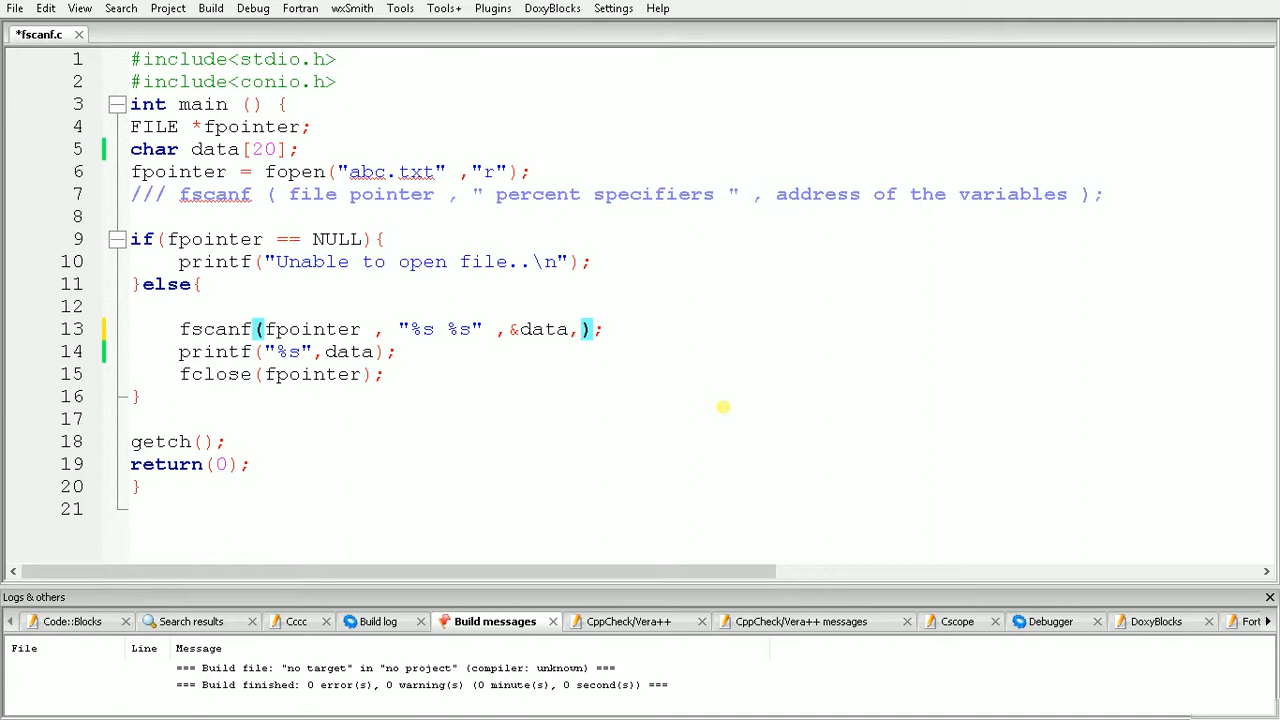 File Edit View Search Project Build Debug Fortran wxSmith Tools Tools+ Plugins DoxyBlocks Settings Help
*fscanf.c
1 #include<stdio.h>
2 #include<conio.h>
3 int main () {
4 FILE *fpointer;
5 char data[20];
6 fpointer = fopen("abc.txt" ,"r");
7 /// fscanf ( file pointer , " percent specifiers " , address of the variables );
8
9 if(fpointer == NULL){
10 printf("Unable to open file..\n");
11 }else{
12
13 fscanf(fpointer , "%s %s" ,&data,);
14 printf("%s",data);
15 fclose(fpointer);
16 }
17
18 getch();
19 return(0);
20 }
21
Logs & others
Code::Blocks Search results Cccc Build log Build messages CppCheck/Vera++ CppCheck/Vera++ messages Cscope Debugger DoxyBlocks Fort
File Line Message
=== Build file: "no target" in "no project" (compiler: unknown) ===
=== Build finished: 0 error(s), 0 warning(s) (0 minute(s), 0 second(s)) ===